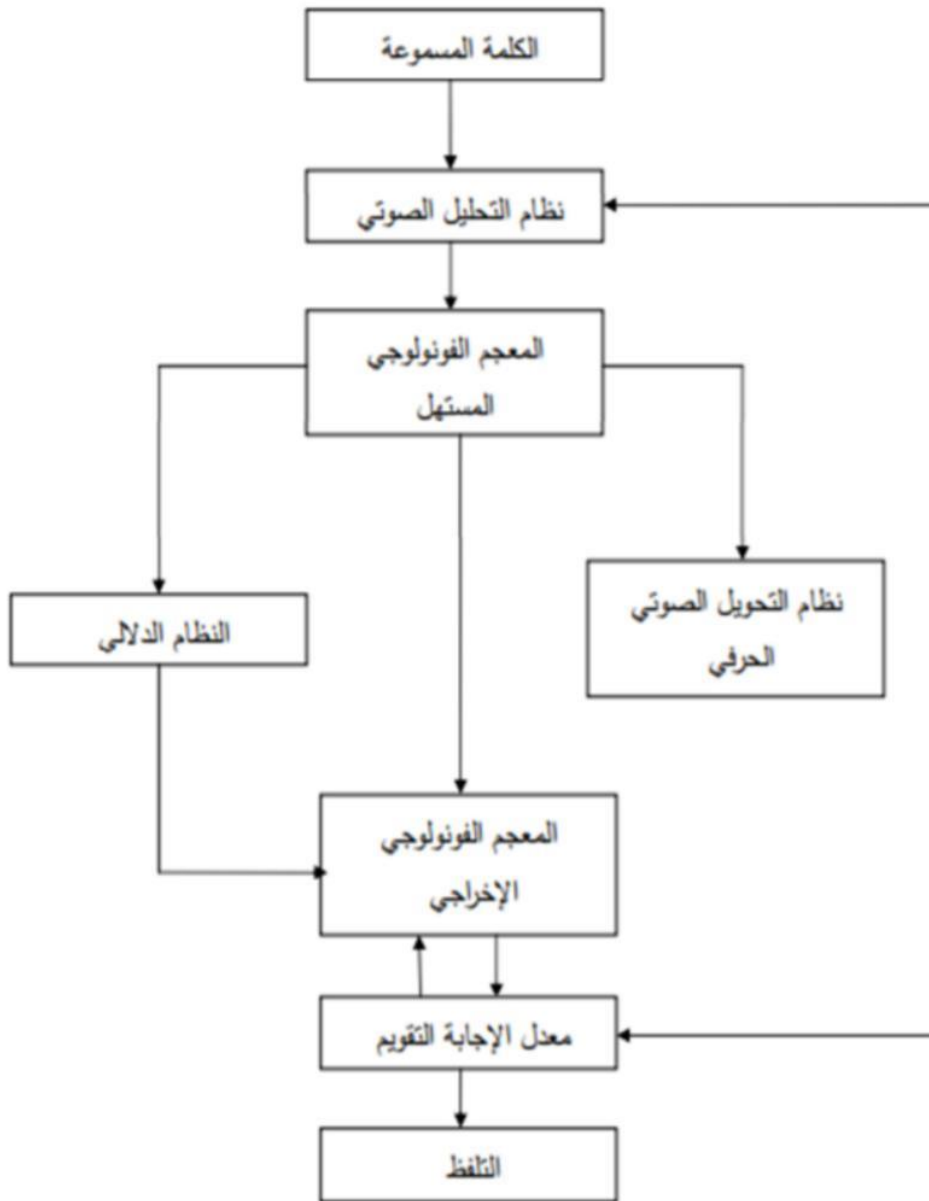 الكلمة المسموعة
نظام التحليل الصوتي
المعجم الفونولوجي
المستهل
نظام التحويل الصوتي
الحرفي
النظام الدلالي
المعجم الفونولوجي
الإخراجي
معدل الإجابة التقويم
التلفظ